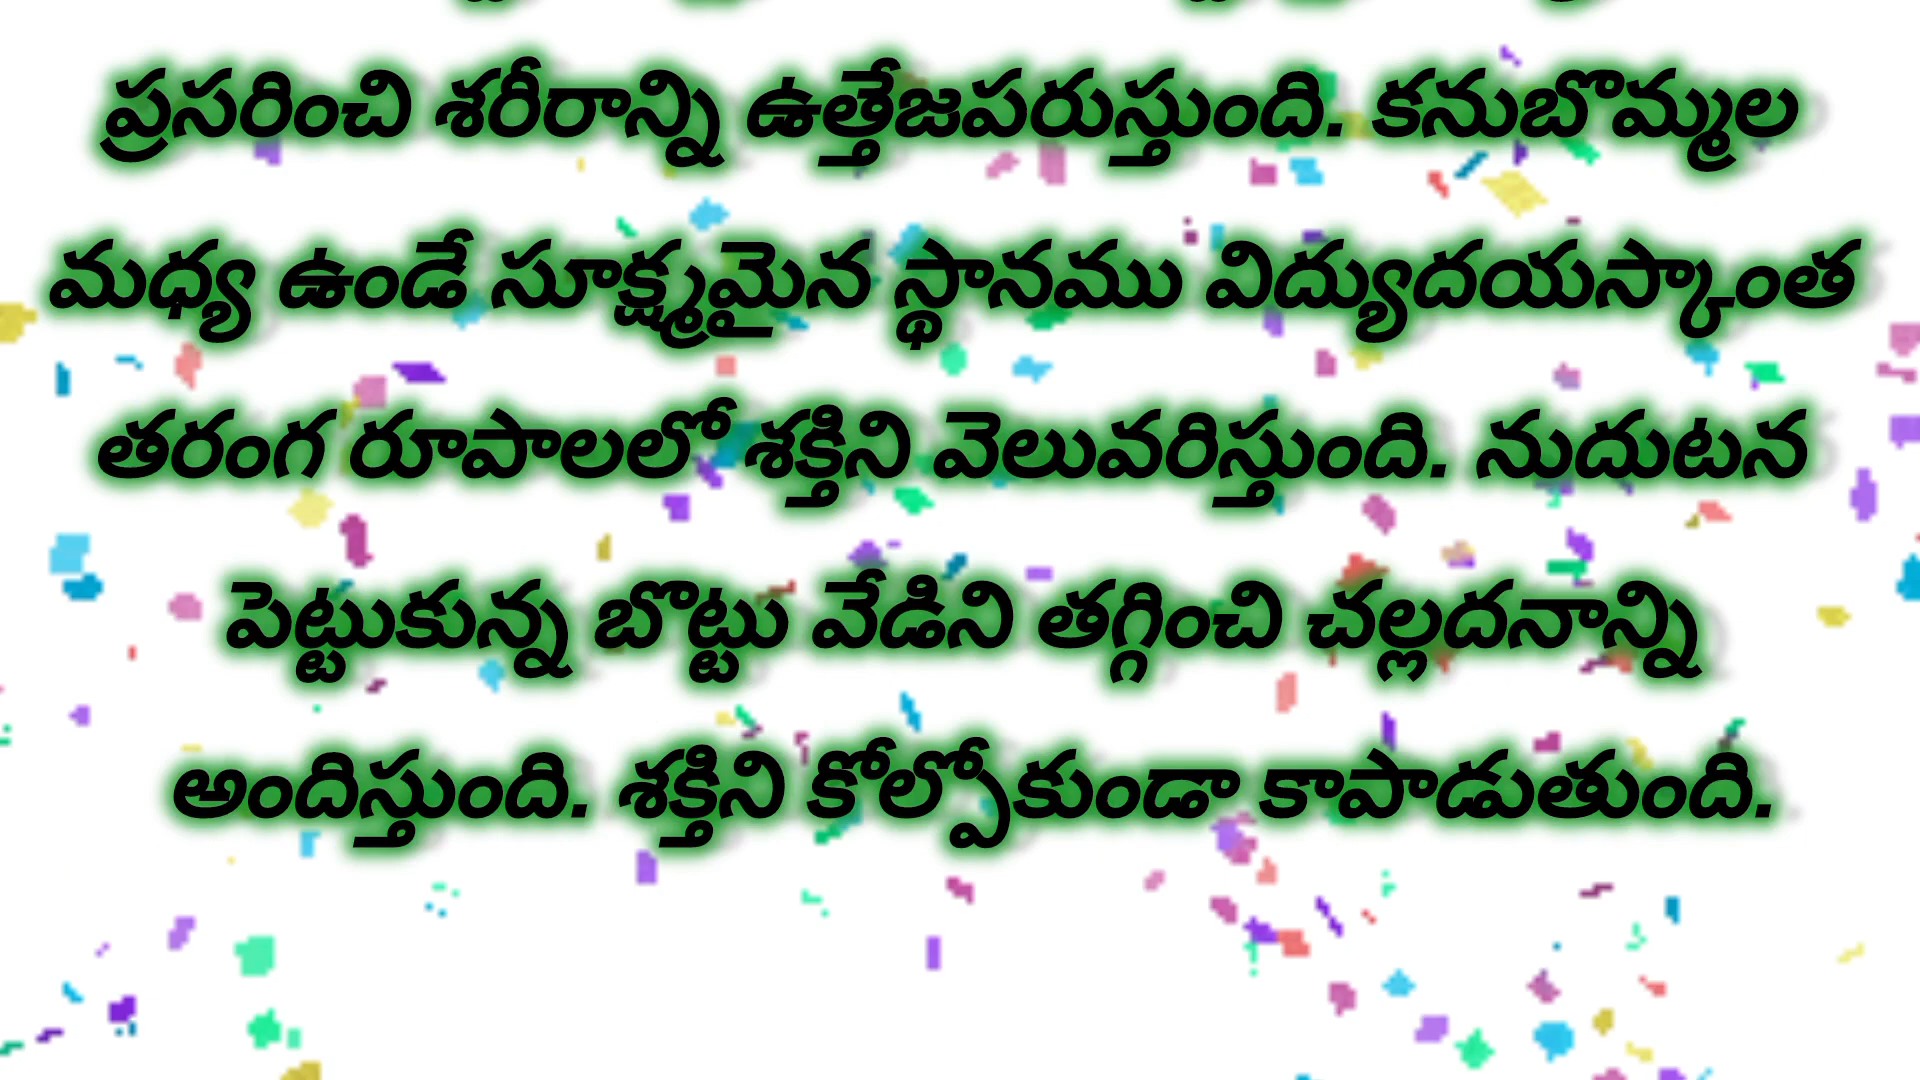 ప్రసరించి శరీరాన్ని ఉత్తేజపరుస్తుంది. కనుబొమ్మల
మధ్య ఉండే సూక్ష్మమైన స్థానము విద్యుదయస్కాంత
తరంగ రూపాలలో శక్తిని వెలువరిస్తుంది. నుదుటన
పెట్టుకున్న బొట్టు వేడిని తగ్గించి చల్లదనాన్ని
అందిస్తుంది. శక్తిని కోల్పోకుండా కాపాడుతుంది.